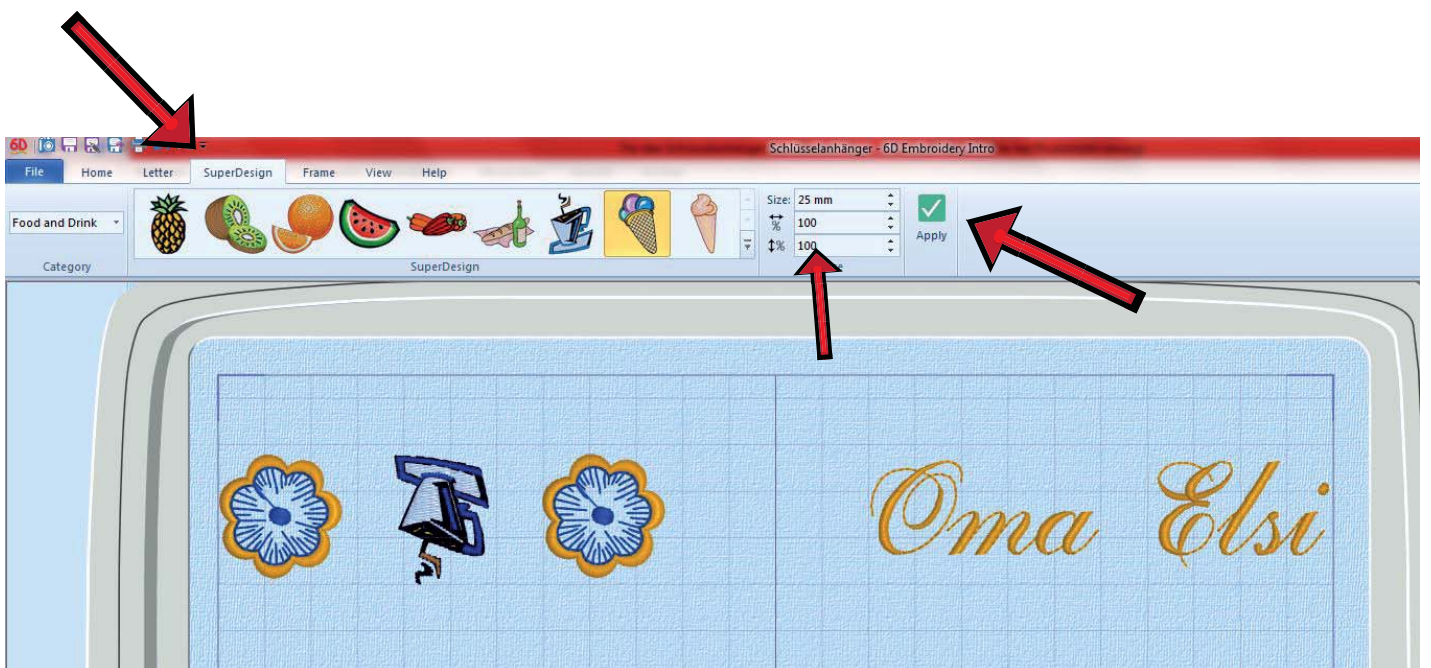 6D
Schlüsselanhänger - 6D Embroidery Intro
File Home Letter SuperDesign Frame View Help
Food and Drink
Size: 25 mm
% 100
% 100
Apply
Category SuperDesign
Oma Elsi